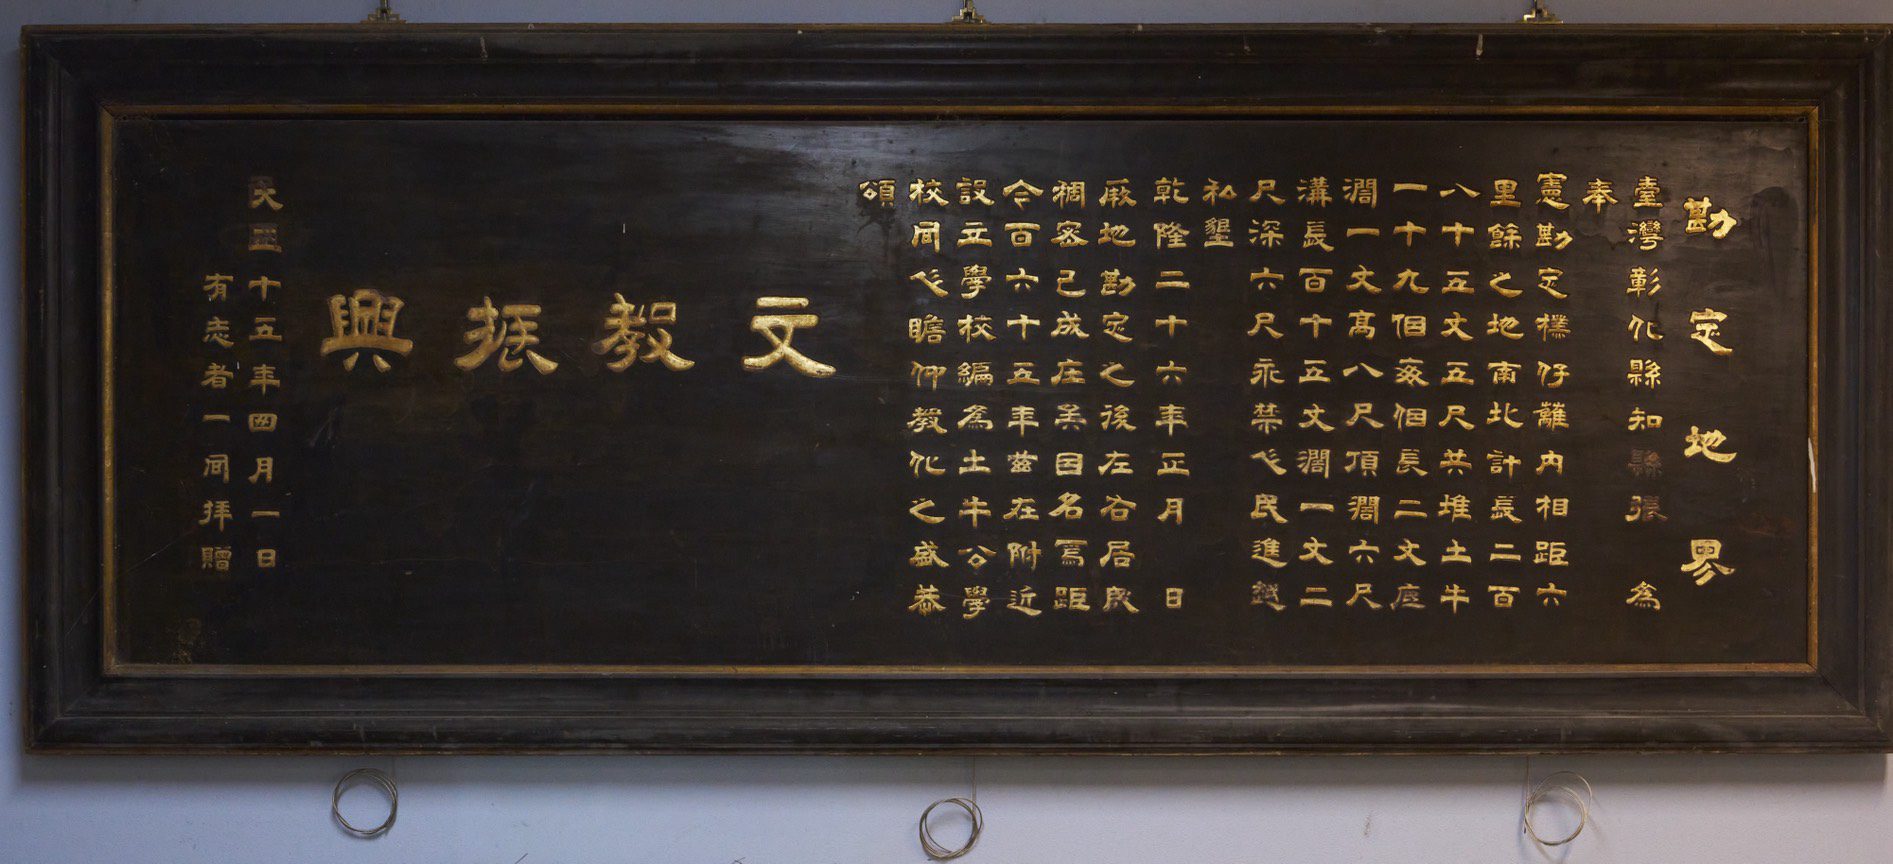 勘定地界
臺灣彰化縣知縣張為
奉
憲勘定樸仔籬內相距六
里餘之地南北計長二百
八十五丈五尺共堆土牛
一十九個每個長二丈底
濶一丈高八尺頂濶六尺
溝長百十五丈濶一丈二
尺深六尺永禁民進越
私墾
乾隆二十六年正月日
厥地勘定之後左右居民
稠密已成庄矣因名焉距
今百六十五年茲在附近
設立學校編為土牛公學
校同人瞻仰教化之盛恭
頌
文教振興
大正十五年四月一日
有志者一同拜贈